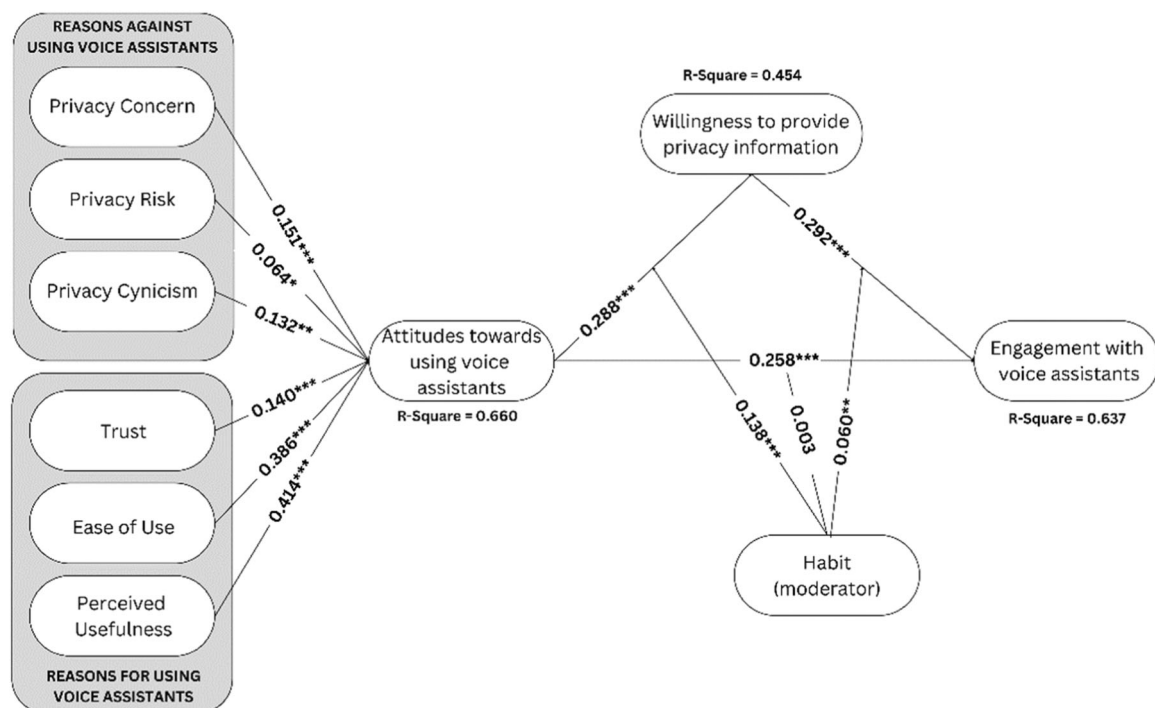 REASONS AGAINST
USING VOICE ASSISTANTS
Privacy Concern
Privacy Risk
Privacy Cynicism
Trust
Ease of Use
Perceived
Usefulness
REASONS FOR USING
VOICE ASSISTANTS
0.151***
0.064*
0.132**
0.140***
0.386***
0.414***
Attitudes towards
using voice
assistants
R-Square = 0.660
R-Square = 0.454
Willingness to provide
privacy information
0.288***
0.292***
0.258***
0.138***
0.003
0.060**
Engagement with
voice assistants
R-Square = 0.637
Habit
(moderator)